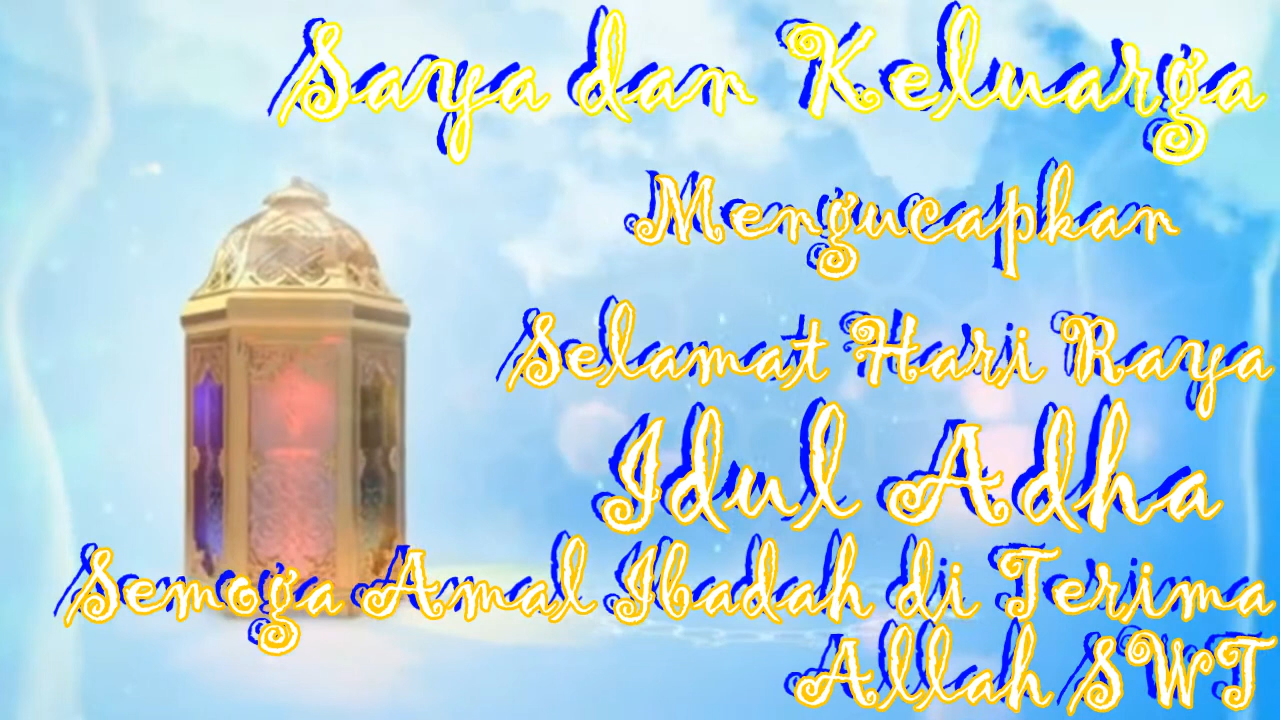 Saya dan Keluarga
Mengucapkan
Selamat Hari Raya
Idul Adha
Semoga Amal Ibadah di Terima
Allah SWT